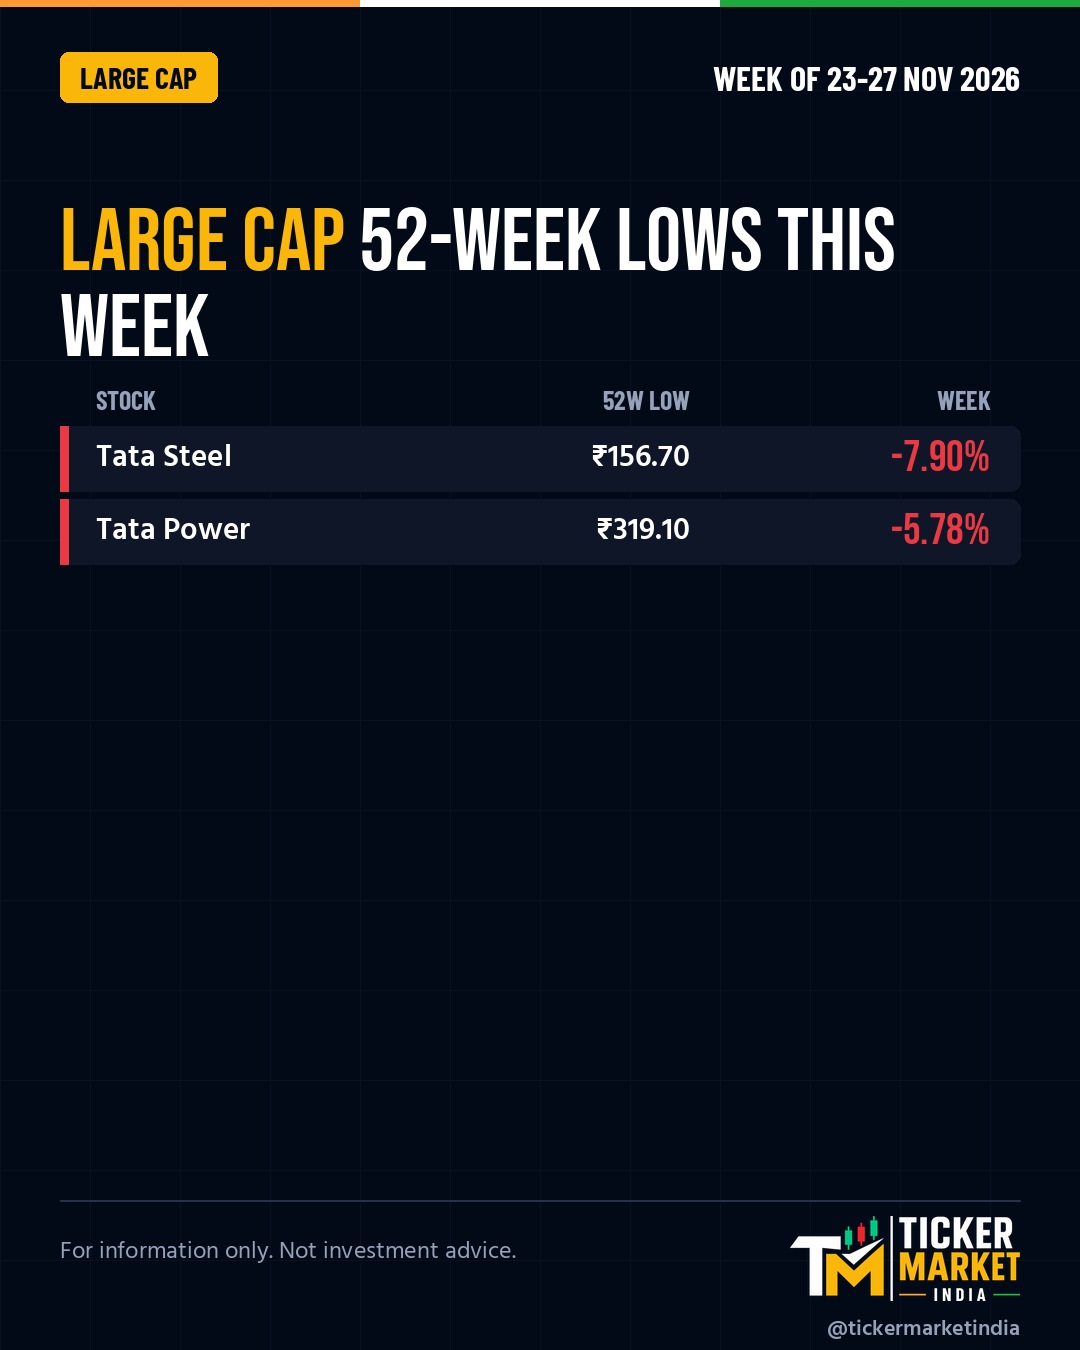 LARGE CAP
WEEK OF 23-27 NOV 2026
LARGE CAP 52-WEEK LOWS THIS
WEEK
STOCK 52W LOW WEEK
Tata Steel ₹156.70 -7.90%
Tata Power ₹319.10 -5.78%
For information only. Not investment advice.
TM TICKER
MARKET
INDIA
@tickermarketindia